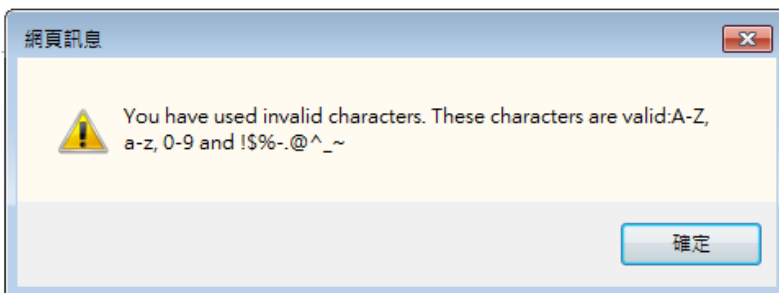 網頁訊息
You have used invalid characters. These characters are valid:A-Z,
a-z, 0-9 and !$%-.@^_~
確定